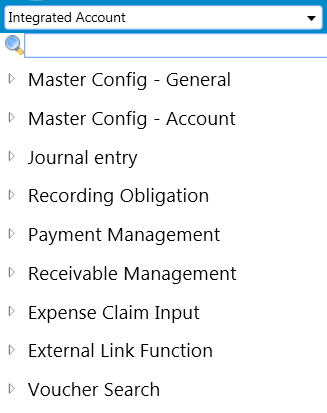 Integrated Account
Master Config - General
Master Config - Account
Journal entry
Recording Obligation
Payment Management
Receivable Management
Expense Claim Input
External Link Function
Voucher Search